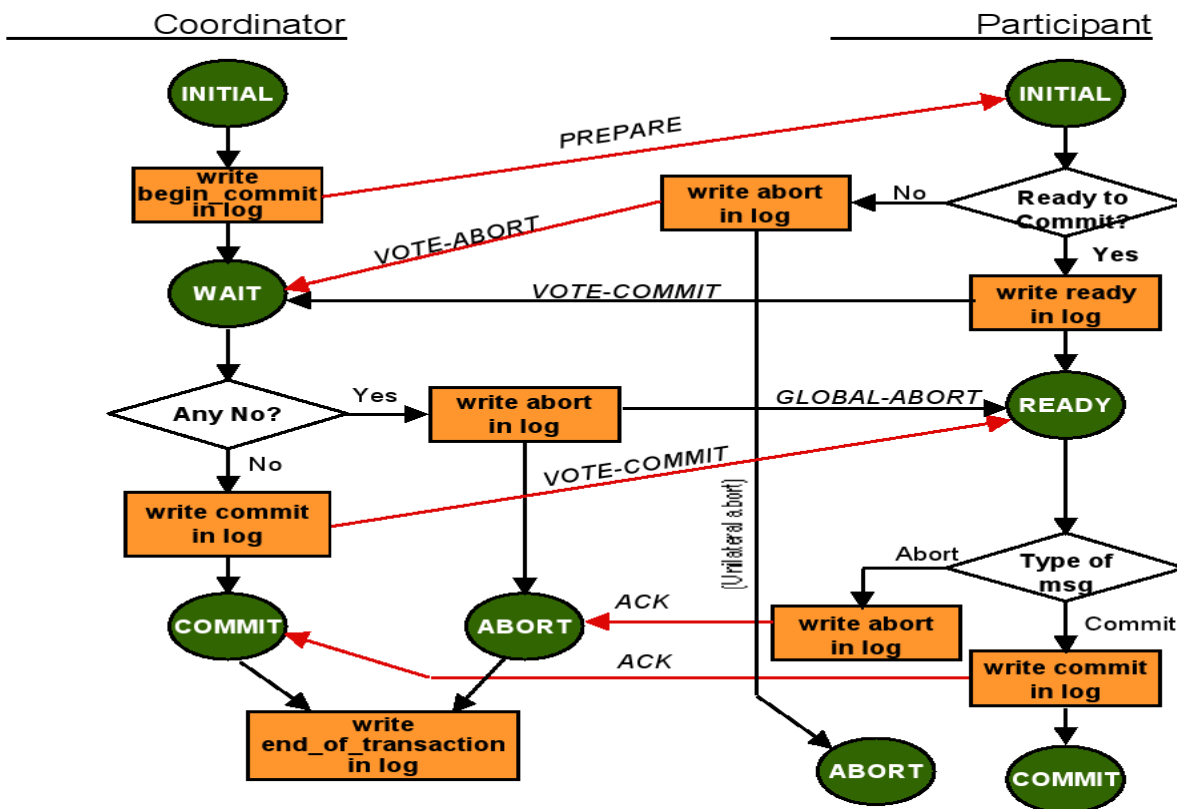 Coordinator
Participant
INITIAL
INITIAL
PREPARE
write
begin_commit
in log
write abort
in log
No
Ready to
Commit?
VOTE-ABORT
Yes
WAIT
VOTE-COMMIT
write ready
in log
Any No?
Yes
write abort
in log
GLOBAL-ABORT
READY
No
VOTE-COMMIT
write commit
in log
(Unilateral abort)
Abort
Type of
msg
COMMIT
ABORT
ACK
write abort
in log
Commit
ACK
write commit
in log
write
end_of_transaction
in log
ABORT
COMMIT